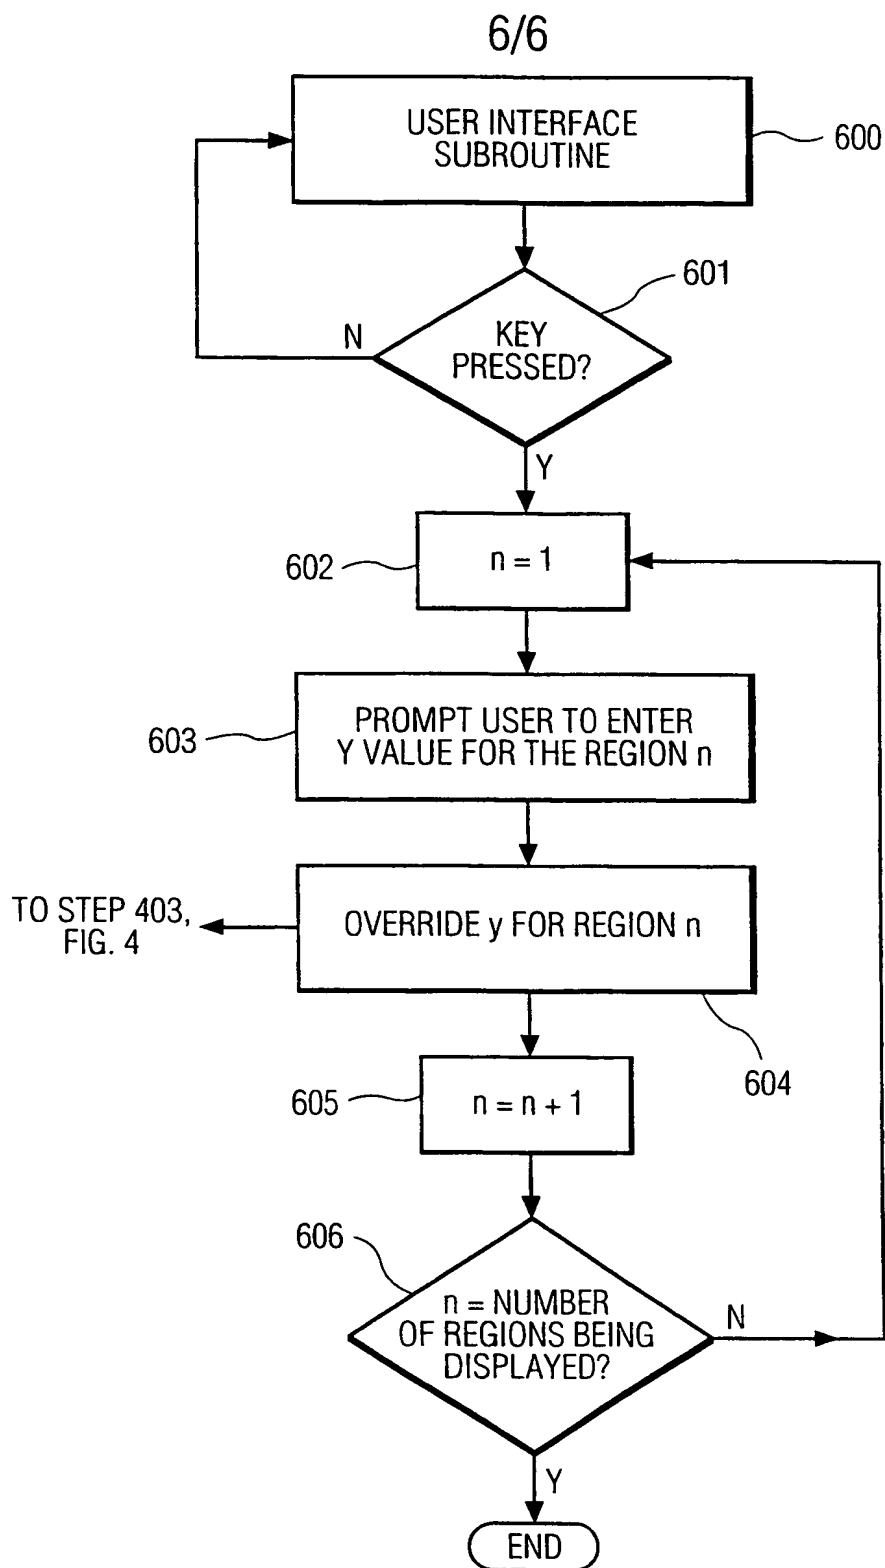 6/6
USER INTERFACE
SUBROUTINE
600
601
KEY
PRESSED?
N
Y
602
n = 1
603
PROMPT USER TO ENTER
Y VALUE FOR THE REGION n
TO STEP 403,
FIG. 4
OVERRIDE y FOR REGION n
604
605
n = n + 1
606
n = NUMBER
OF REGIONS BEING
DISPLAYED?
N
Y
END